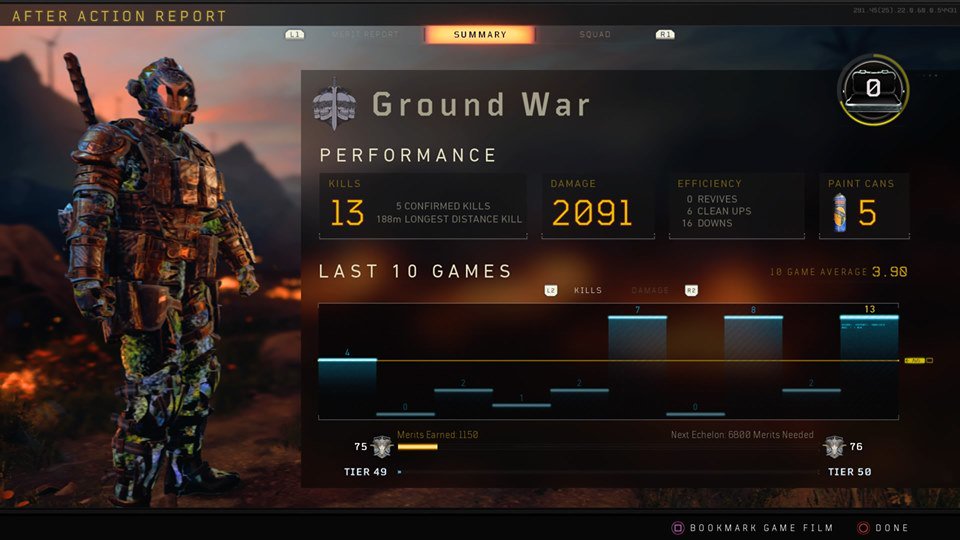 AFTER ACTION REPORT
L1 MERIT REPORT SUMMARY SQUAD R1
0
Ground War
PERFORMANCE
KILLS
13
5 CONFIRMED KILLS
188m LONGEST DISTANCE KILL
DAMAGE
2091
EFFICIENCY
0 REVIVES
6 CLEAN UPS
16 DOWNS
PAINT CANS
5
LAST 10 GAMES
10 GAME AVERAGE 3.90
L2 KILLS DAMAGE R2
4
0
2
1
2
7
0
8
2
13
AVG
75
Merits Earned: 1150
Next Echelon: 6800 Merits Needed
76
TIER 49
TIER 50
BOOKMARK GAME FILM
DONE